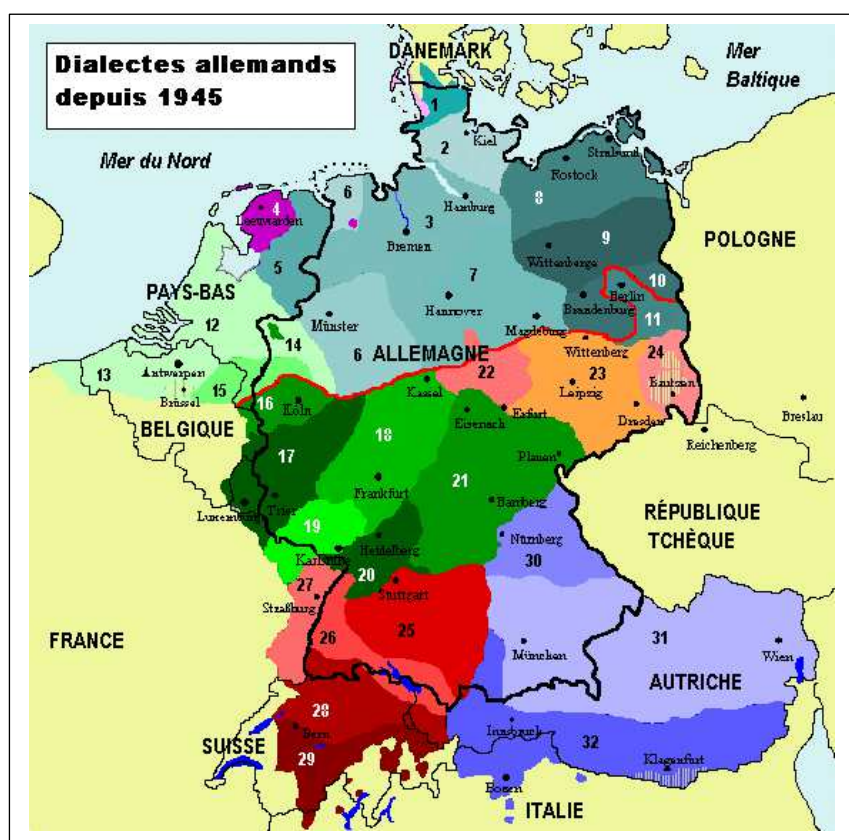 Dialectes allemands
depuis 1945
DANEMARK
Mer
Baltique
Mer du Nord
1
2
Kiel
Stralsund
Rostock
4
Leeuwarden
6
3
Hamburg
8
Bremen
9
POLOGNE
5
Wittenberge
PAYS-BAS
7
10
Berlin
12
Hannover
Brandenburg
Münster
Magdeburg
11
14
6
ALLEMAGNE
Wittenberg
24
13
Antwerpen
22
23
15
Kassel
Leipzig
Bautzen
Brüssel
16
Köln
Eisenach
Erfurt
Dresden
Breslau
BELGIQUE
18
Reichenberg
17
Plauen
Frankfurt
21
Luxemburg
Trier
Bamberg
RÉPUBLIQUE
TCHÈQUE
19
Heidelberg
Nürnberg
Karlsruhe
30
20
27
Stuttgart
Straßburg
FRANCE
26
25
München
31
Wien
AUTRICHE
28
Bern
Innsbruck
SUISSE
32
29
Klagenfurt
Bozen
ITALIE